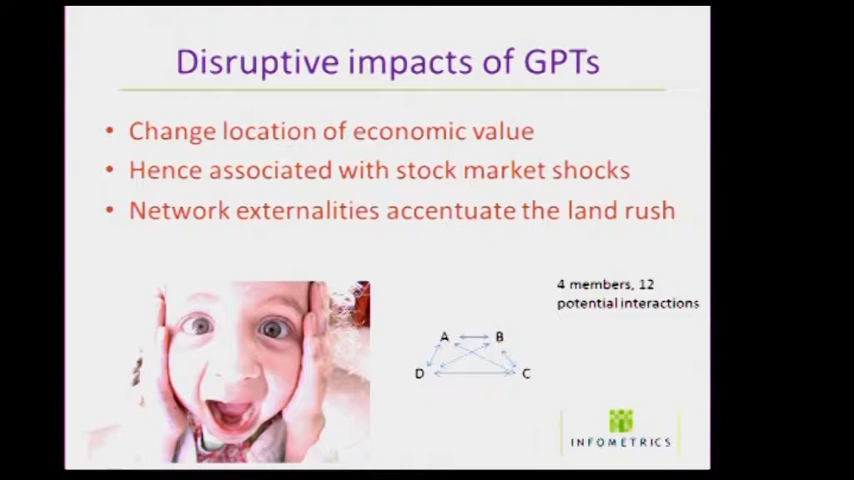 Disruptive impacts of GPTs
• Change location of economic value
• Hence associated with stock market shocks
• Network externalities accentuate the land rush
4 members, 12
potential interactions
A B
D C
INFOMETRICS